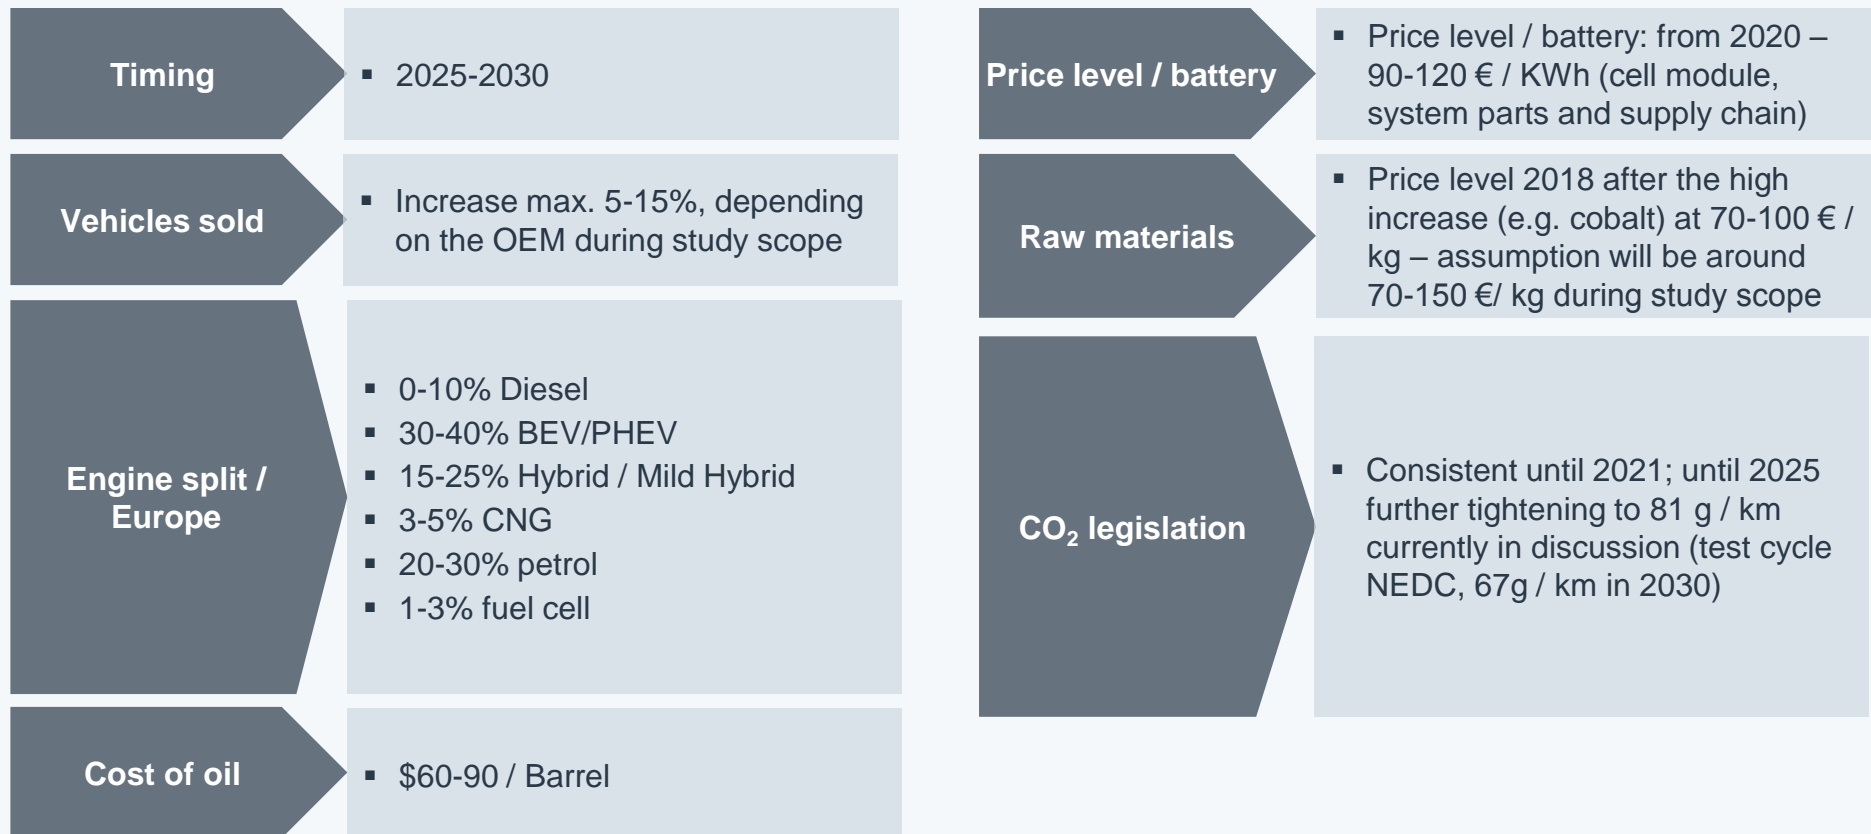 Timing
▪ 2025-2030
Vehicles sold
▪ Increase max. 5-15%, depending
on the OEM during study scope
Engine split /
Europe
▪ 0-10% Diesel
▪ 30-40% BEV/PHEV
▪ 15-25% Hybrid / Mild Hybrid
▪ 3-5% CNG
▪ 20-30% petrol
▪ 1-3% fuel cell
Cost of oil
▪ $60-90 / Barrel
Price level / battery
▪ Price level / battery: from 2020 –
90-120 € / KWh (cell module,
system parts and supply chain)
Raw materials
▪ Price level 2018 after the high
increase (e.g. cobalt) at 70-100 € /
kg – assumption will be around
70-150 €/ kg during study scope
CO₂ legislation
▪ Consistent until 2021; until 2025
further tightening to 81 g / km
currently in discussion (test cycle
NEDC, 67g / km in 2030)